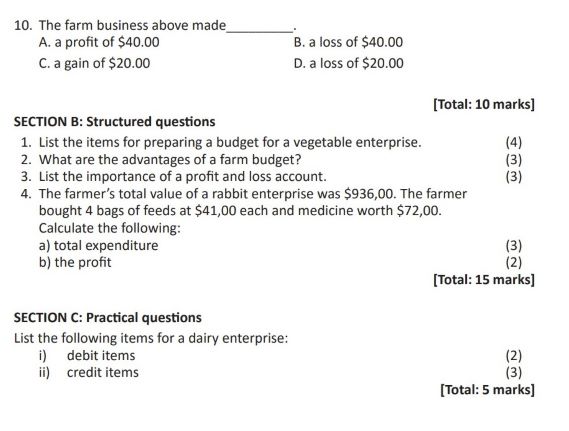 10. The farm business above made__________.
A. a profit of $40.00 B. a loss of $40.00
C. a gain of $20.00 D. a loss of $20.00
[Total: 10 marks]
SECTION B: Structured questions
1. List the items for preparing a budget for a vegetable enterprise. (4)
2. What are the advantages of a farm budget? (3)
3. List the importance of a profit and loss account. (3)
4. The farmer's total value of a rabbit enterprise was $936,00. The farmer
bought 4 bags of feeds at $41,00 each and medicine worth $72,00.
Calculate the following:
a) total expenditure (3)
b) the profit (2)
[Total: 15 marks]
SECTION C: Practical questions
List the following items for a dairy enterprise:
i) debit items (2)
ii) credit items (3)
[Total: 5 marks]